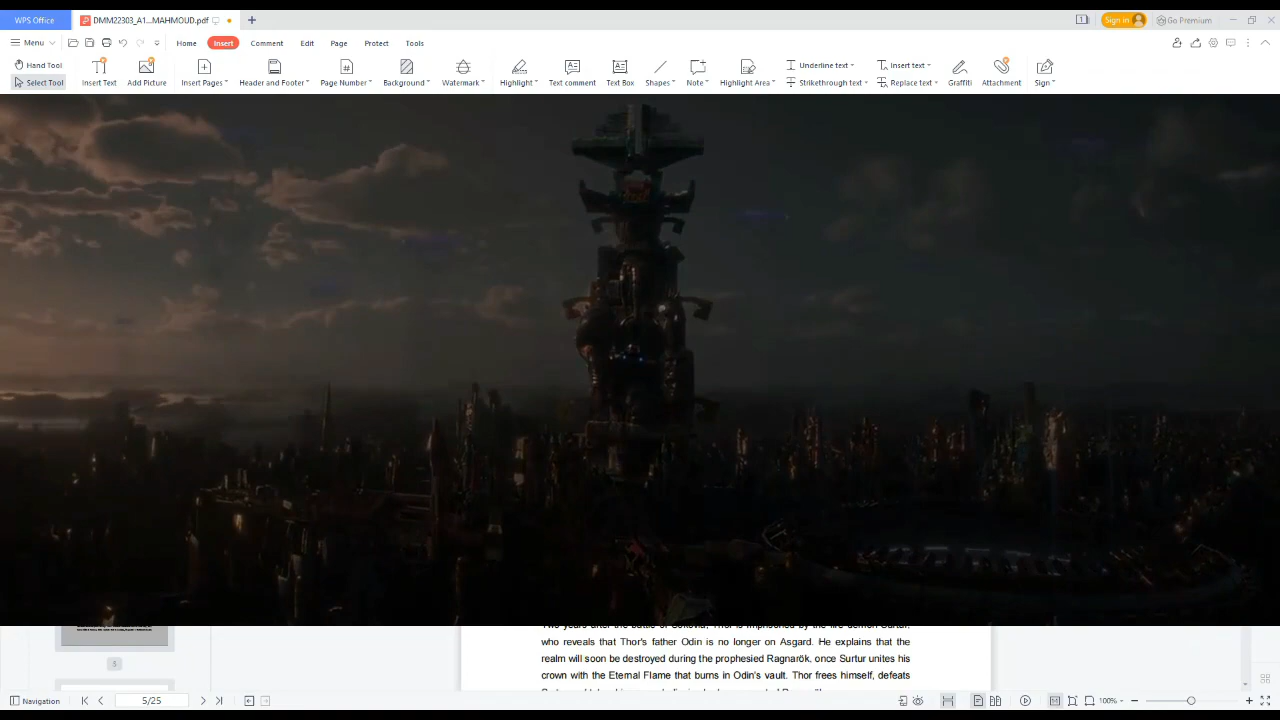 WPS Office
DMM22303_A1...MAHMOUD.pdf
1
Sign in
Go Premium
Menu
Home
Insert
Comment
Edit
Page
Protect
Tools
Hand Tool
Select Tool
Insert Text
Add Picture
Insert Pages
Header and Footer
Page Number
Background
Watermark
Highlight
Text comment
Text Box
Shapes
Note
Highlight Area
Underline text
Strikethrough text
Insert text
Replace text
Graffiti
Attachment
Sign
who reveals that Thor's father Odin is no longer on Asgard. He explains that the
realm will soon be destroyed during the prophesied Ragnarök, once Surtur unites his
crown with the Eternal Flame that burns in Odin's vault. Thor frees himself, defeats
5
Navigation
5/25
100%